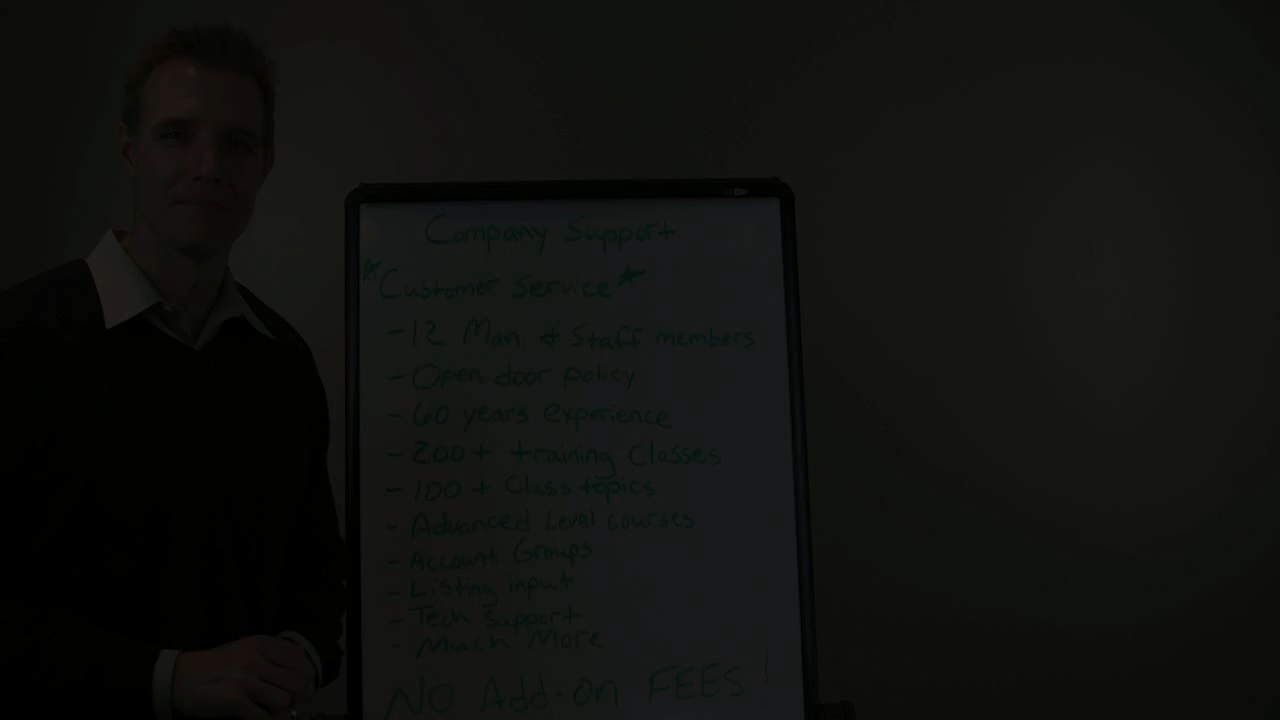 Company Support
*Customer Service*
- 12 Man & Staff members
- Open door policy
- 60 years experience
- 200+ training Classes
- 100 + Class topics
- Advanced Level courses
- Account Groups
- Listing input
- Tech Support
- Much More
NO Add-on FEES!